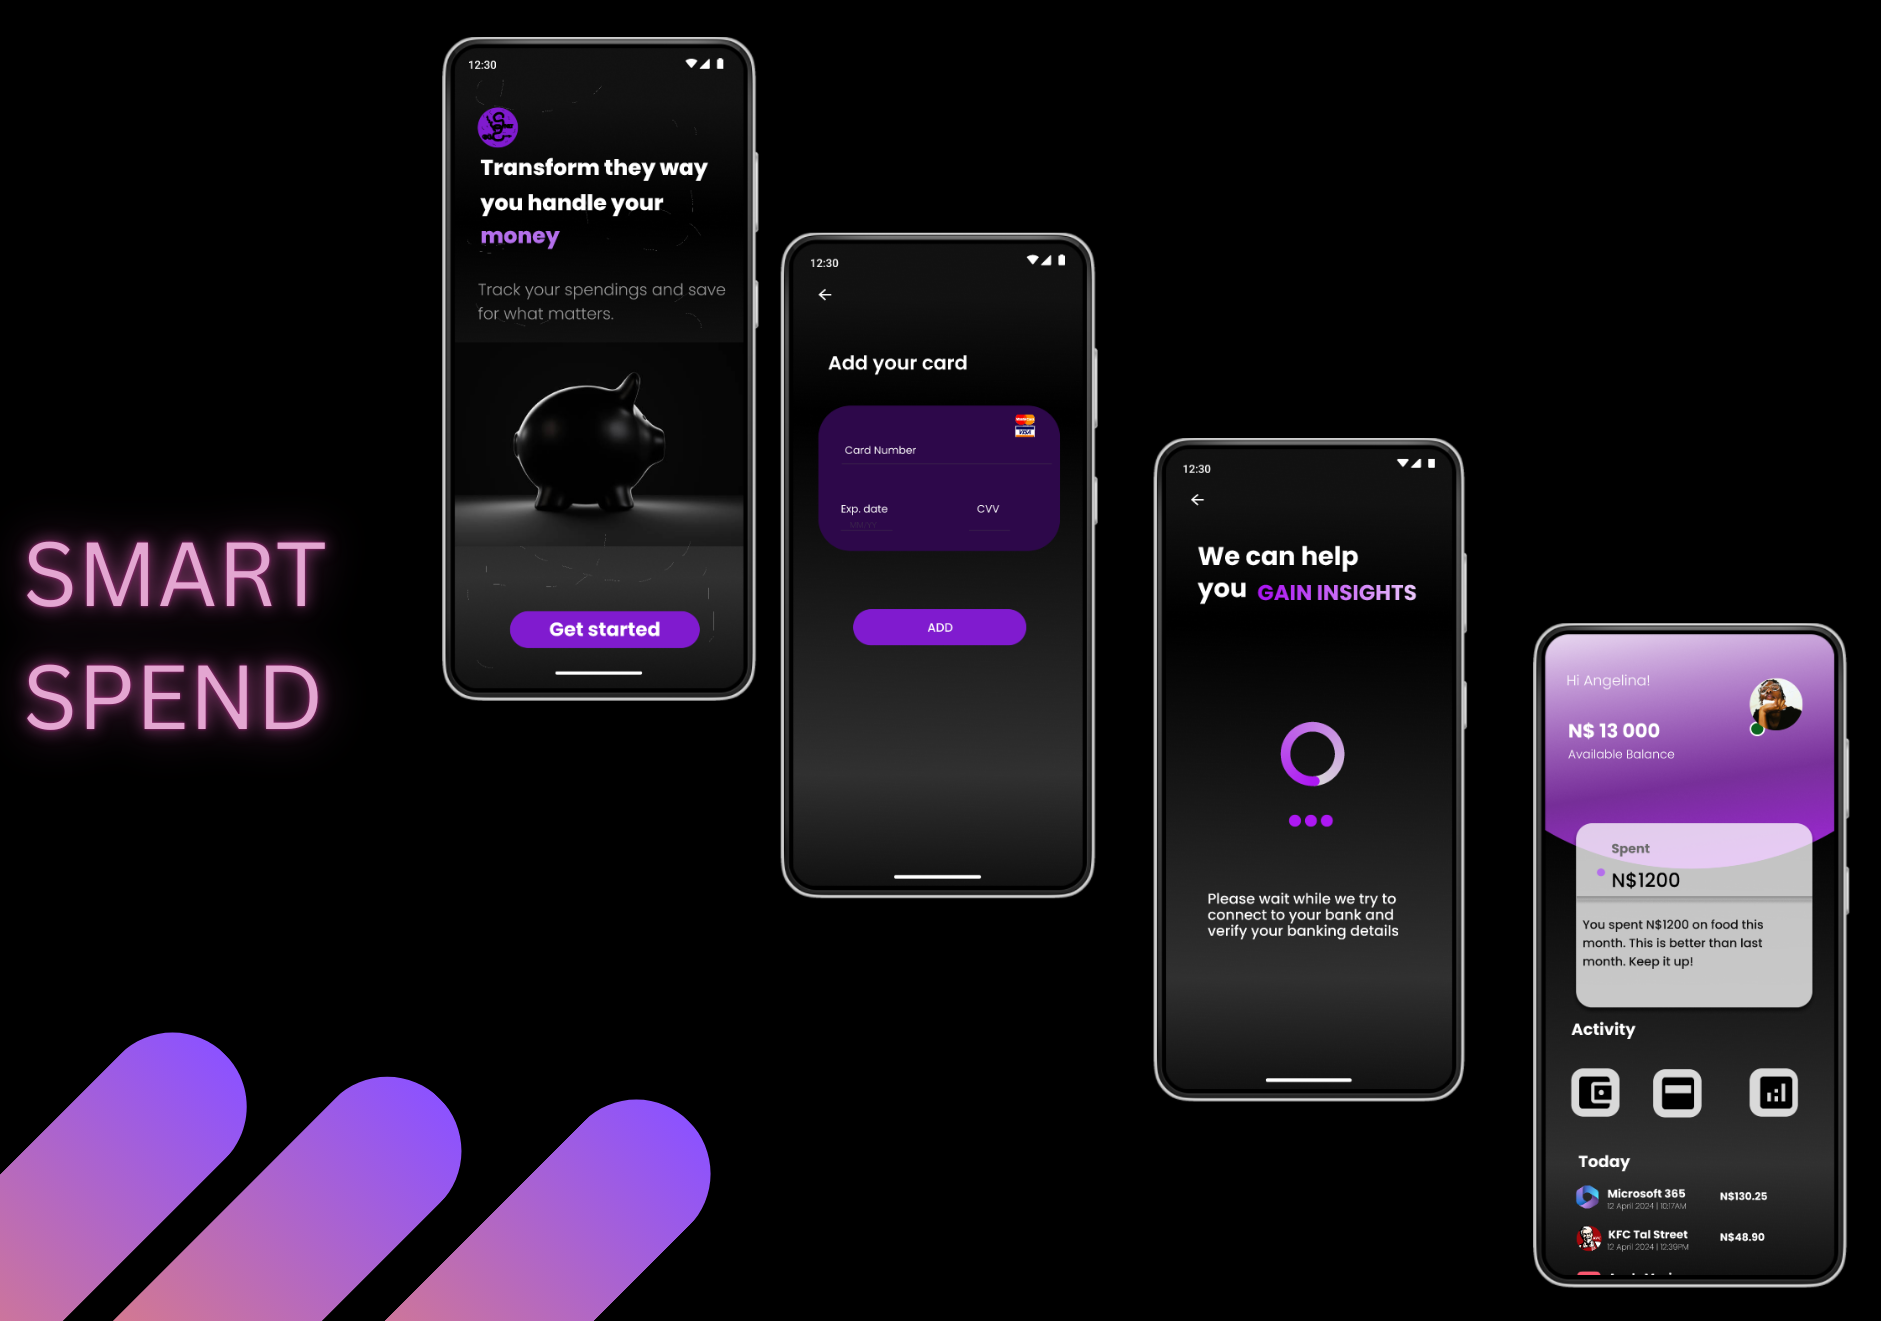 SMART
SPEND
12:30
Transform they way
you handle your
money
Track your spendings and save
for what matters.
Get started
12:30
Add your card
VISA
Card Number
Exp. date
CVV
MM/YY
ADD
12:30
We can help
you GAIN INSIGHTS
Please wait while we try to
connect to your bank and
verify your banking details
Hi Angelina!
N$ 13 000
Available Balance
Spent
N$1200
You spent N$1200 on food this
month. This is better than last
month. Keep it up!
Activity
Today
Microsoft 365
N$130.25
12 April 2024 | 10:17AM
KFC Tal Street
N$48.90
12 April 2024 | 12:39PM